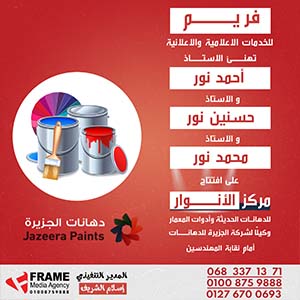 فريم
للخدمات الاعلامية والاعلانية
تهنئ الاستاذ
أحمد نور
و الاستاذ
حسنين نور
و الاستاذ
محمد نور
على افتتاح
مركز الأنوار
للدهانات الحديثة وأدوات المعمار
وكيلاً لشركة الجزيرة للدهانات
أمام نقابة المهندسين
دهانات الجزيرة
Jazeera Paints
FRAME
Media Agency
01008759888
المدير التنفيذي
إسلام الشريف
068 337 13 71
0100 875 9888
0127 670 0693